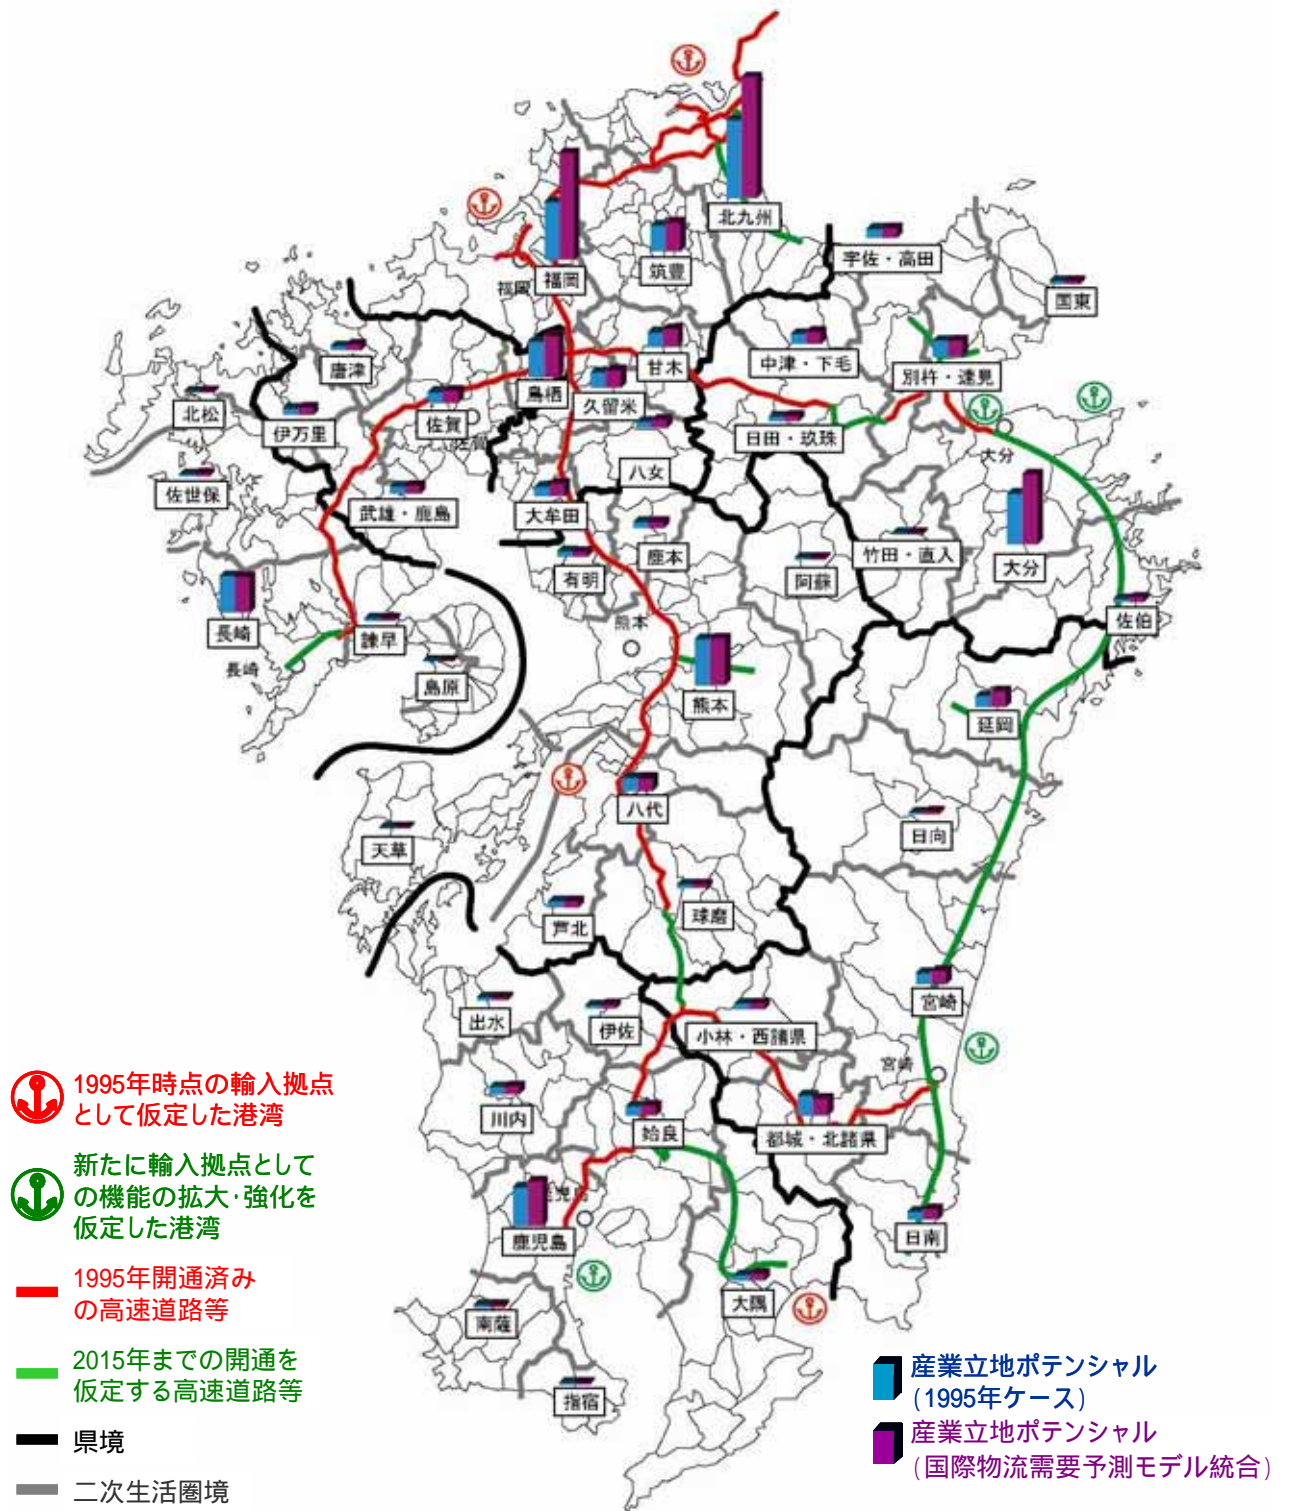 北九州
福岡
福岡
筑豊
宇佐・高田
国東
唐津
鳥栖
甘木
中津・下毛
別杵・速見
北松
伊万里
佐賀
佐賀
久留米
日田・玖珠
大分
佐世保
武雄・鹿島
大牟田
八女
鹿本
有明
阿蘇
竹田・直入
大分
佐伯
長崎
長崎
諫早
島原
熊本
熊本
延岡
八代
日向
天草
芦北
球磨
宮崎
出水
伊佐
小林・西諸県
宮崎
川内
姶良
都城・北諸県
鹿児島
鹿児島
日南
大隅
南薩
指宿
1995年時点の輸入拠点
として仮定した港湾
新たに輸入拠点として
の機能の拡大・強化を
仮定した港湾
1995年開通済み
の高速道路等
2015年までの開通を
仮定する高速道路等
県境
二次生活圏境
産業立地ポテンシャル
(1995年ケース)
産業立地ポテンシャル
(国際物流需要予測モデル統合)